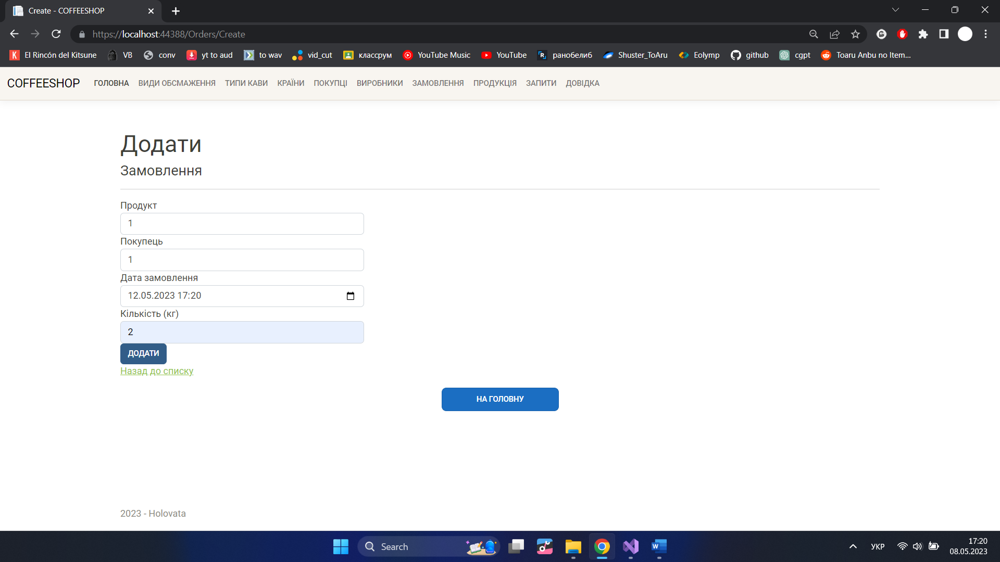 Create - COFFEESHOP
https://localhost:44388/Orders/Create
El Rincón del Kitsune VB conv yt to aud to wav vid_cut классрум YouTube Music YouTube ранобелиб Shuster_ToAru Eolymp github cgpt Toaru Anbu no Item...
COFFEESHOP ГОЛОВНА ВИДИ ОБСМАЖЕННЯ ТИПИ КАВИ КРАЇНИ ПОКУПЦІ ВИРОБНИКИ ЗАМОВЛЕННЯ ПРОДУКЦІЯ ЗАПИТИ ДОВІДКА
Додати
Замовлення
Продукт
1
Покупець
1
Дата замовлення
12.05.2023 17:20
Кількість (кг)
2
ДОДАТИ
Назад до списку
НА ГОЛОВНУ
2023 - Holovata
Search
УКР
17:20
08.05.2023